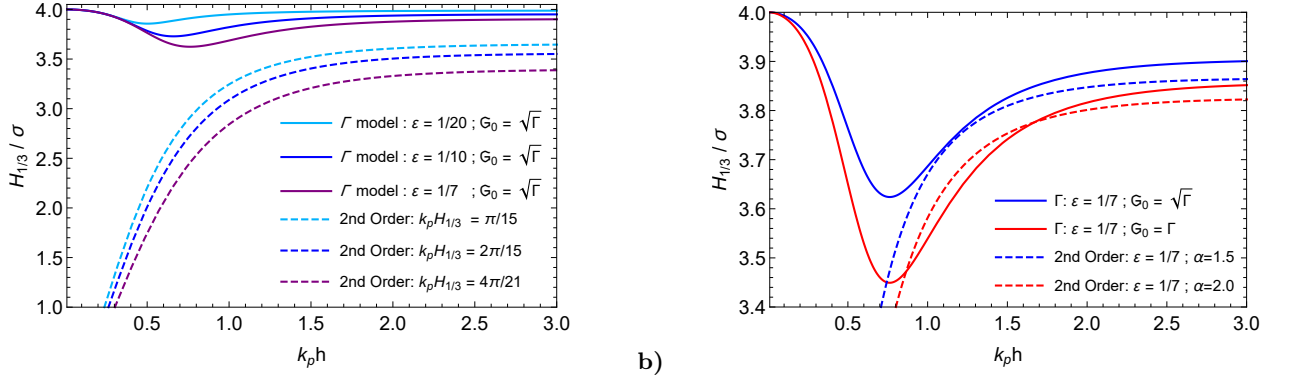 4.0
3.5
3.0
2.5
2.0
1.5
1.0
H1/3 / σ
Γ model : ε = 1/20 ; G0 = √Γ
Γ model : ε = 1/10 ; G0 = √Γ
Γ model : ε = 1/7 ; G0 = √Γ
2nd Order: kpH1/3 = π/15
2nd Order: kpH1/3 = 2π/15
2nd Order: kpH1/3 = 4π/21
0.5 1.0 1.5 2.0 2.5 3.0
kph
b)
4.0
3.9
3.8
3.7
3.6
3.5
3.4
H1/3 / σ
Γ: ε = 1/7 ; G0 = √Γ
Γ: ε = 1/7 ; G0 = Γ
2nd Order: ε = 1/7 ; α=1.5
2nd Order: ε = 1/7 ; α=2.0
0.5 1.0 1.5 2.0 2.5 3.0
kph